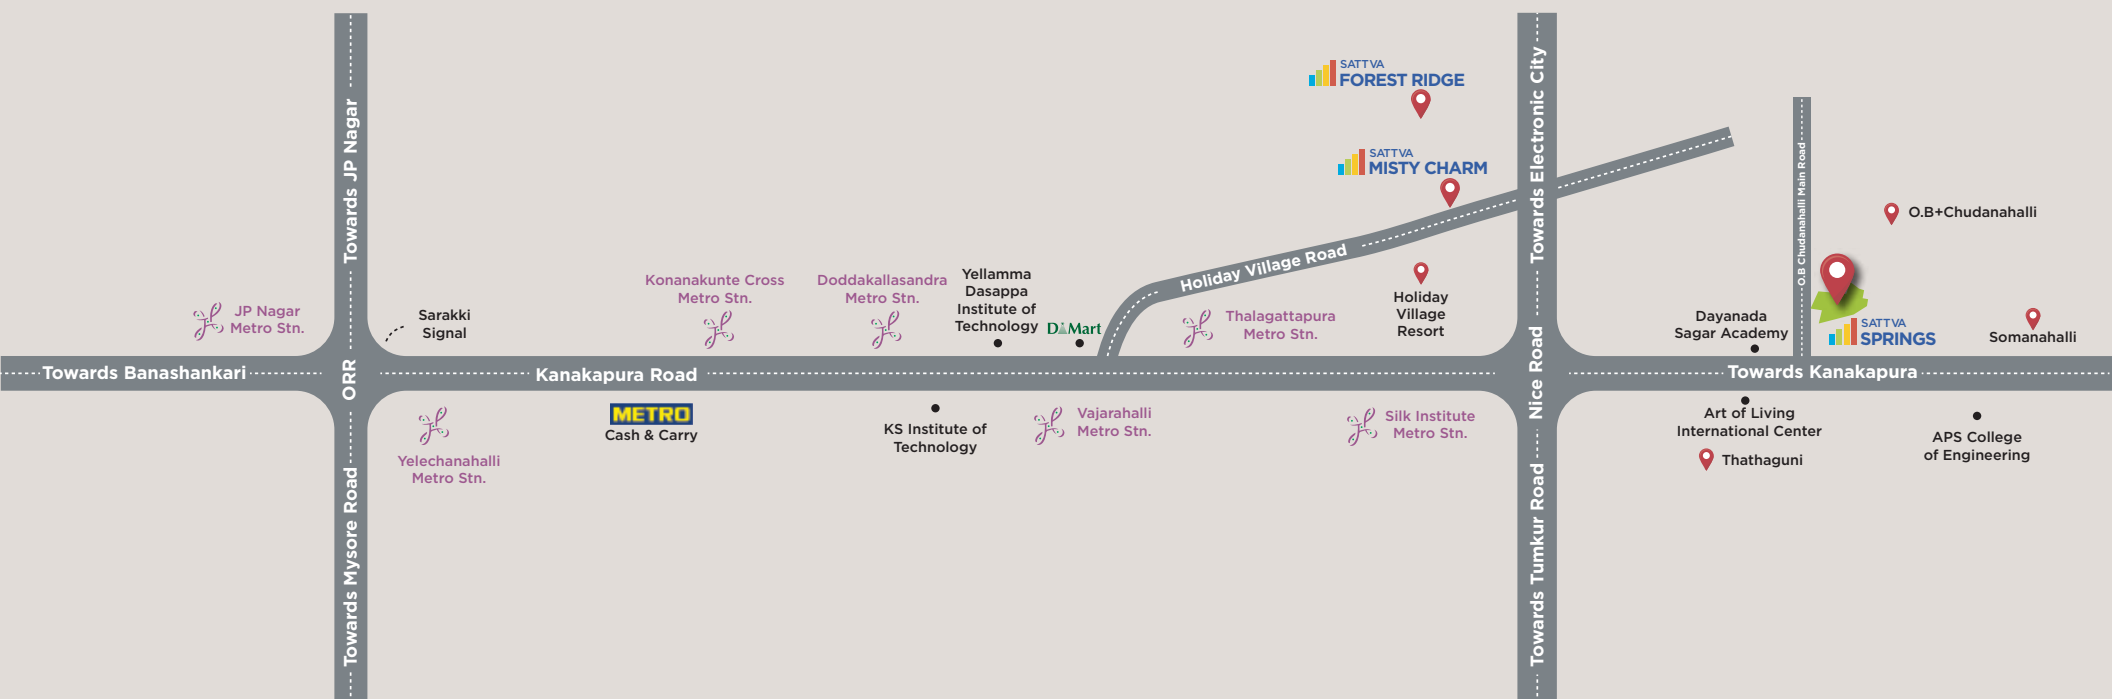 SATTVA
FOREST RIDGE
SATTVA
MISTY CHARM
Towards JP Nagar
Towards Electronic City
O.B Chudanahalli Main Road
O.B+Chudanahalli
Holiday Village Road
JP Nagar
Metro Stn.
Sarakki
Signal
Konanakunte Cross
Metro Stn.
Doddakallasandra
Metro Stn.
Yellamma
Dasappa
Institute of
Technology
DMart
Thalagattapura
Metro Stn.
Holiday
Village
Resort
Dayanada
Sagar Academy
SATTVA
SPRINGS
Somanahalli
Towards Banashankari
ORR
Kanakapura Road
Nice Road
Towards Kanakapura
Yelechanahalli
Metro Stn.
METRO
Cash & Carry
KS Institute of
Technology
Vajarahalli
Metro Stn.
Silk Institute
Metro Stn.
Art of Living
International Center
Thathaguni
APS College
of Engineering
Towards Mysore Road
Towards Tumkur Road